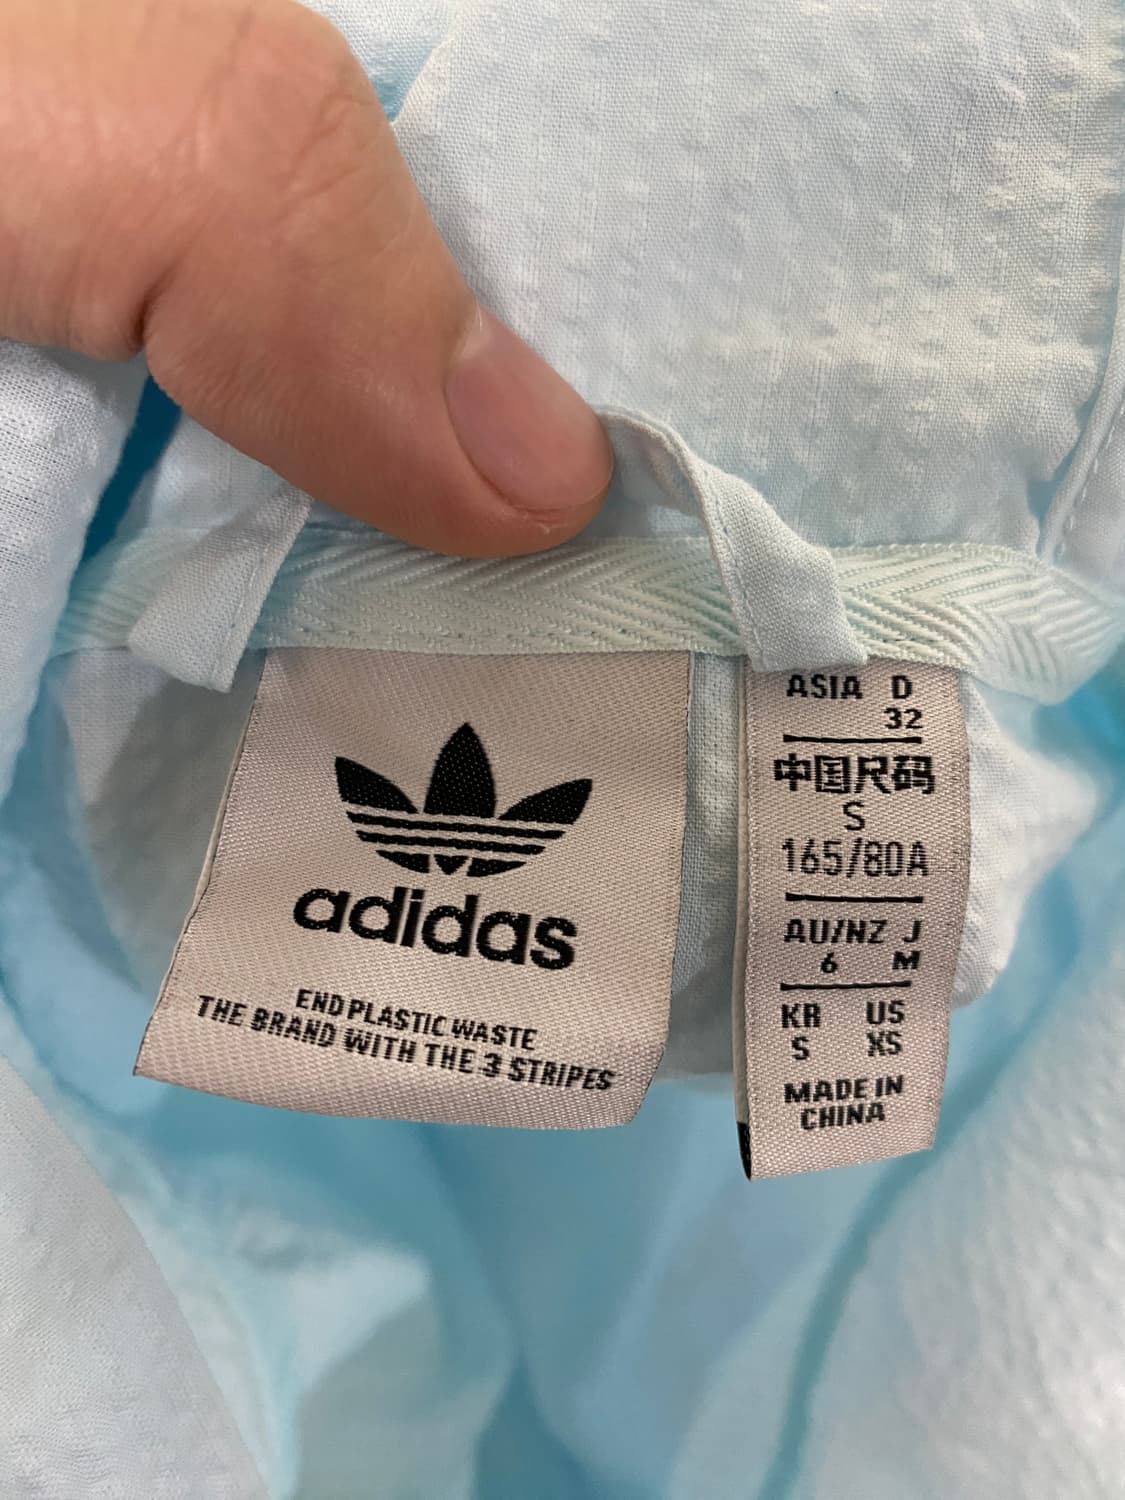 adidas
END PLASTIC WASTE
THE BRAND WITH THE 3 STRIPES
ASIA D
32
中国尺码
S
165/80A
AU/NZ J
6 M
KR US
S XS
MADE IN
CHINA